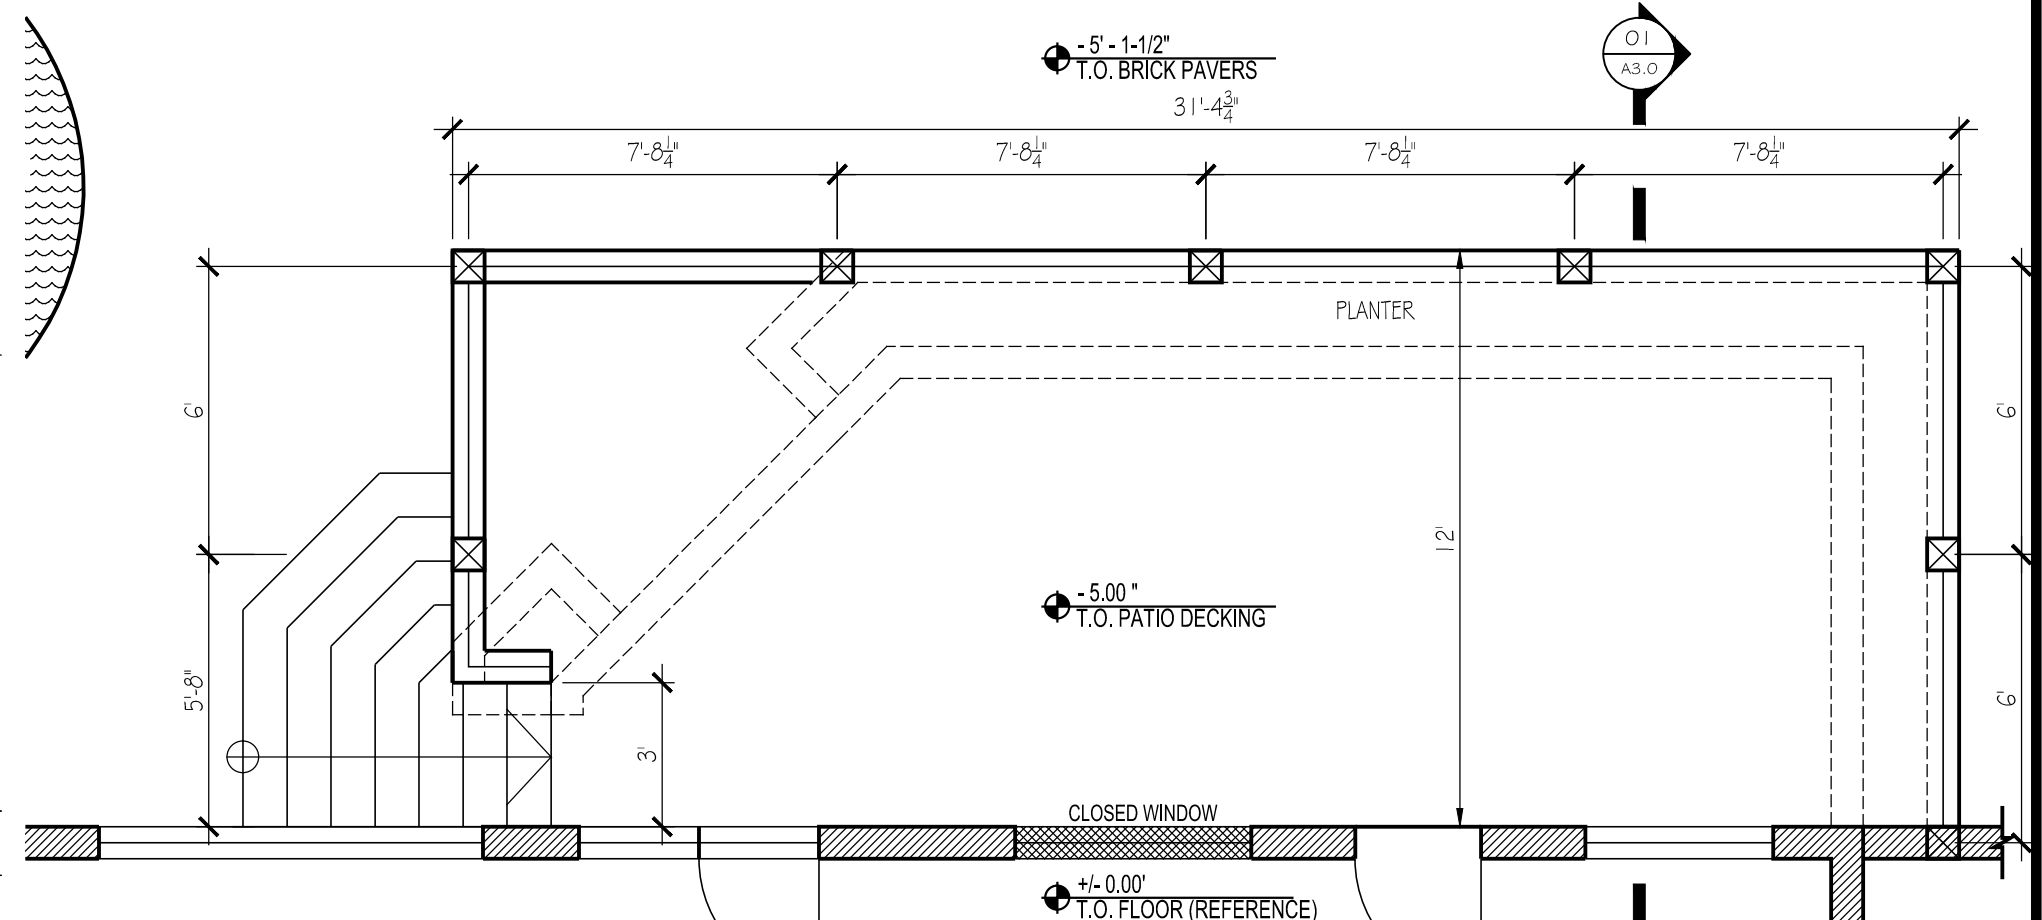 - 5' - 1-1/2"
T.O. BRICK PAVERS
01
A3.0
31'-4 3/4"
7'-8 1/4"
7'-8 1/4"
7'-8 1/4"
7'-8 1/4"
PLANTER
6'
6'
12'
- 5.00 "
T.O. PATIO DECKING
5'-8"
3'
6'
CLOSED WINDOW
+/- 0.00'
T.O. FLOOR (REFERENCE)